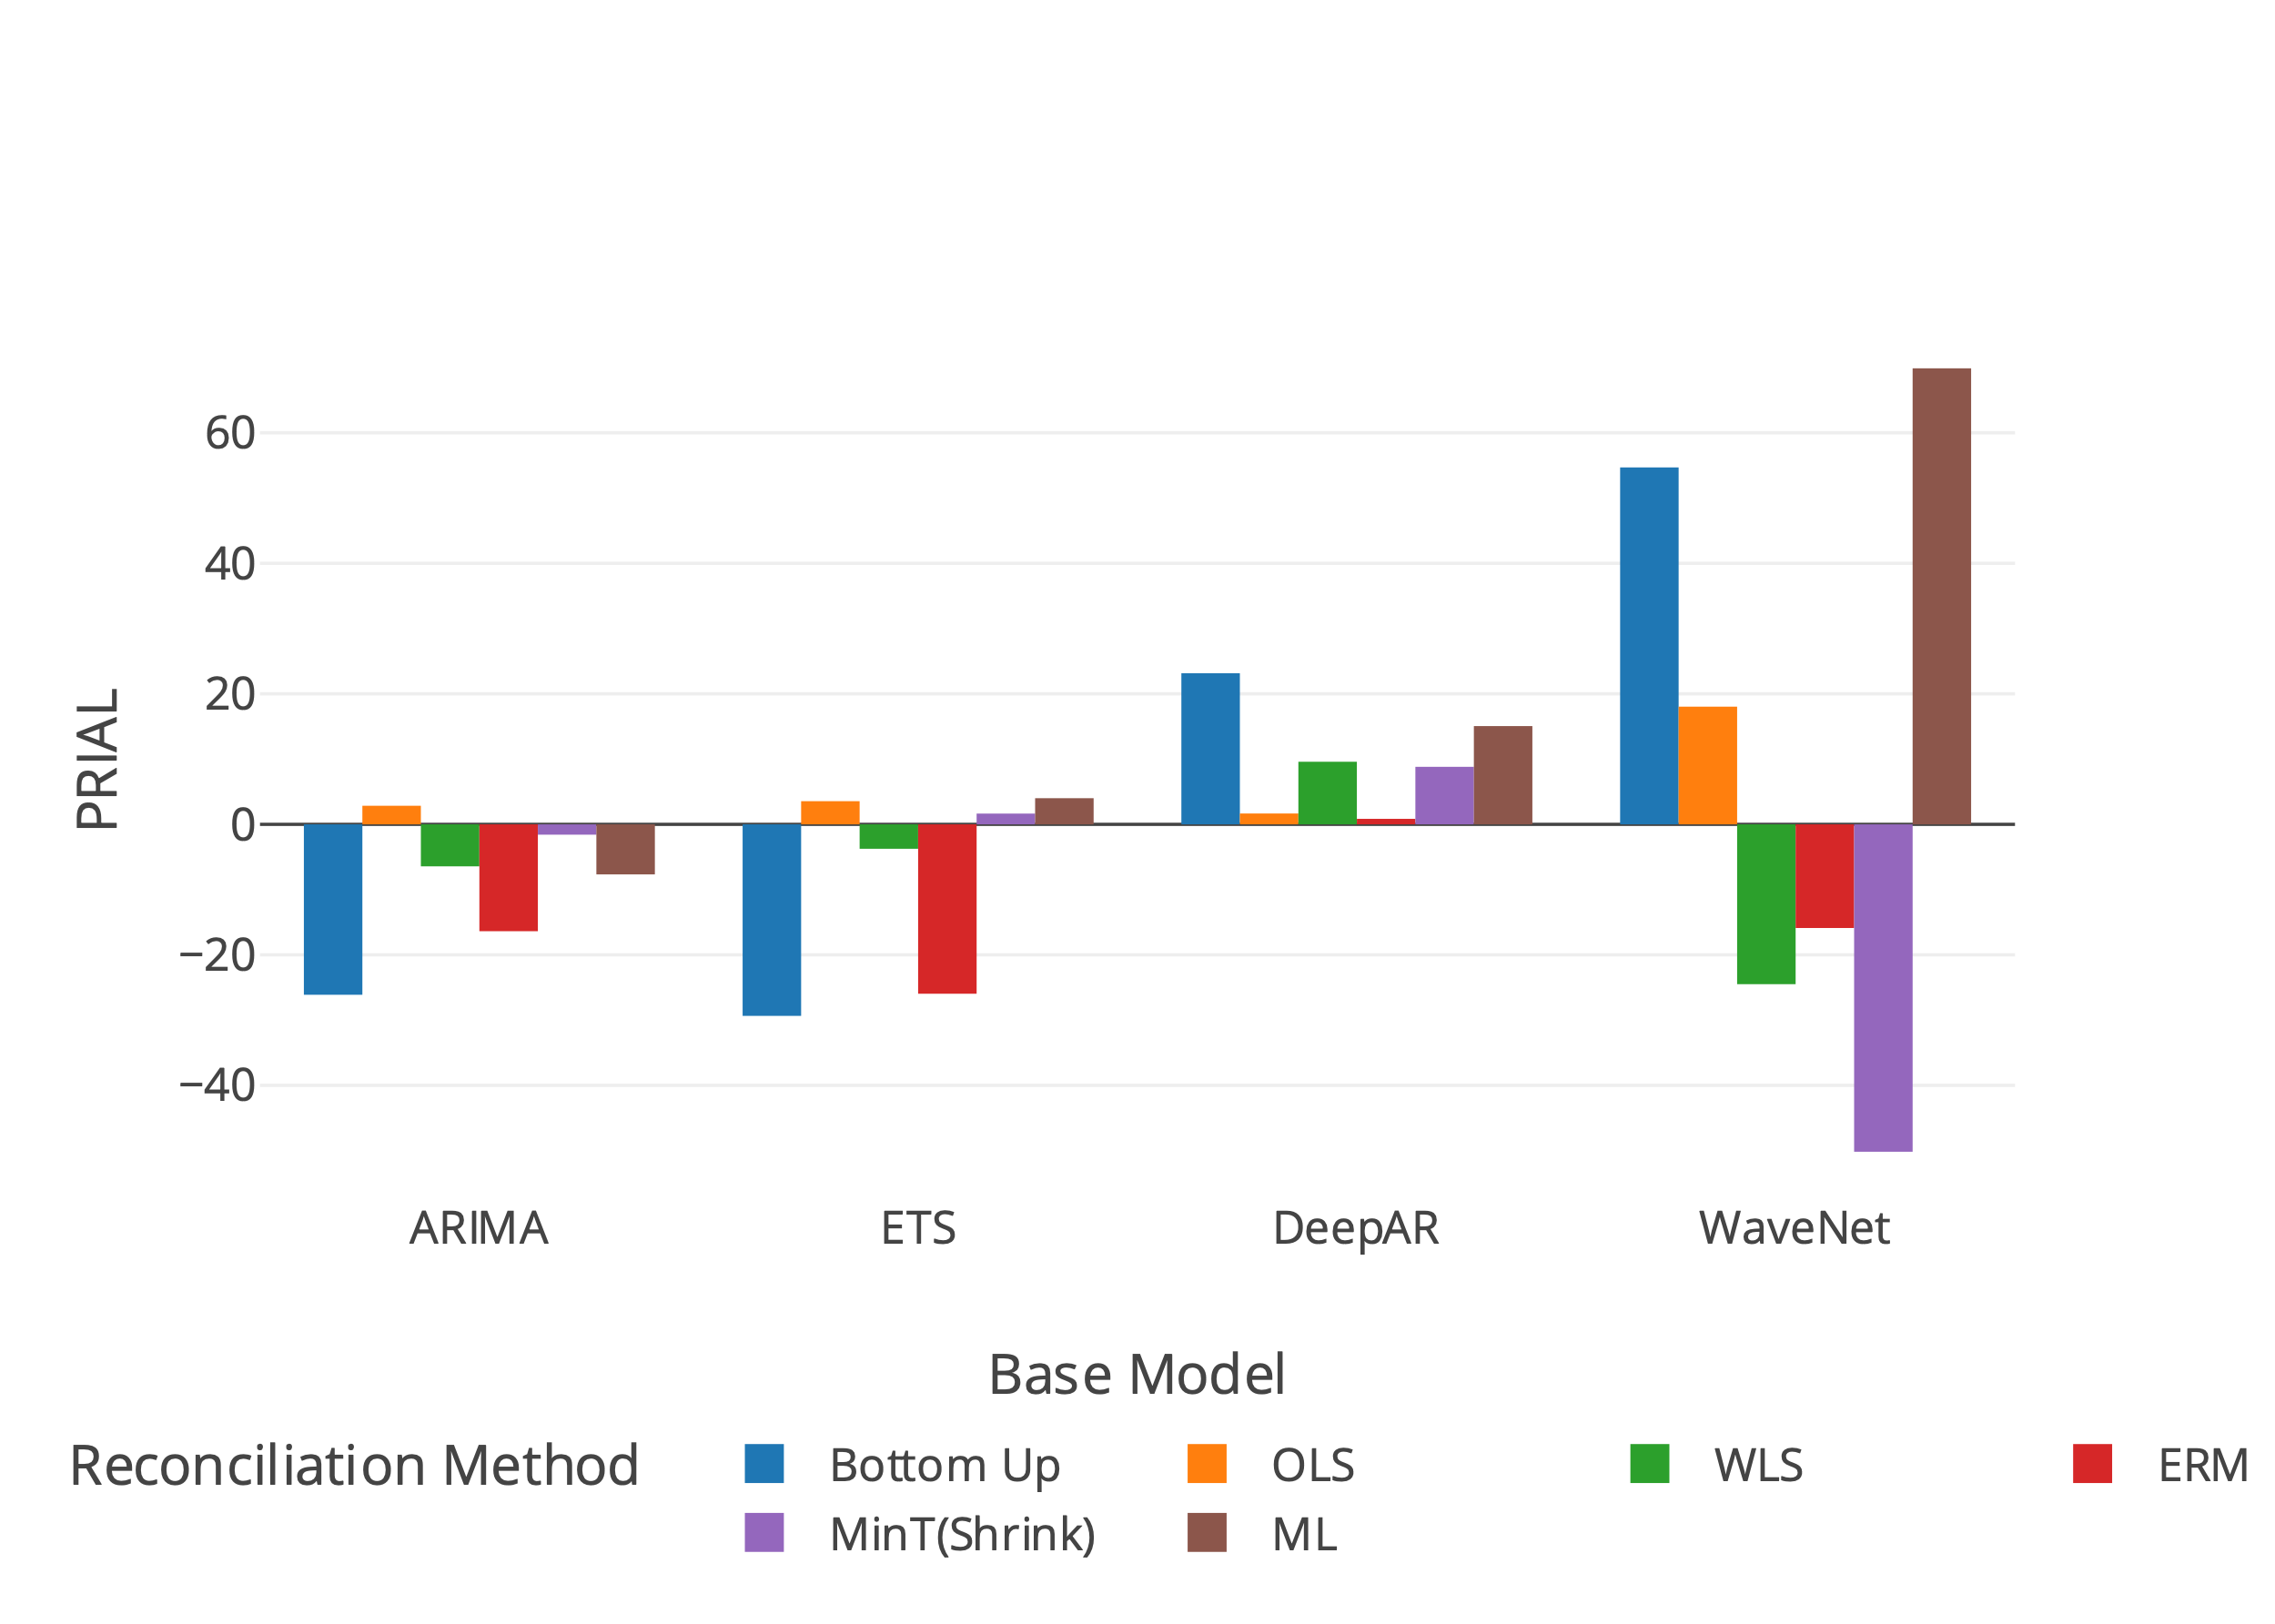 60
40
20
0
−20
−40
PRIAL
ARIMA ETS DeepAR WaveNet
Base Model
Reconciliation Method Bottom Up OLS WLS ERM
MinT(Shrink) ML